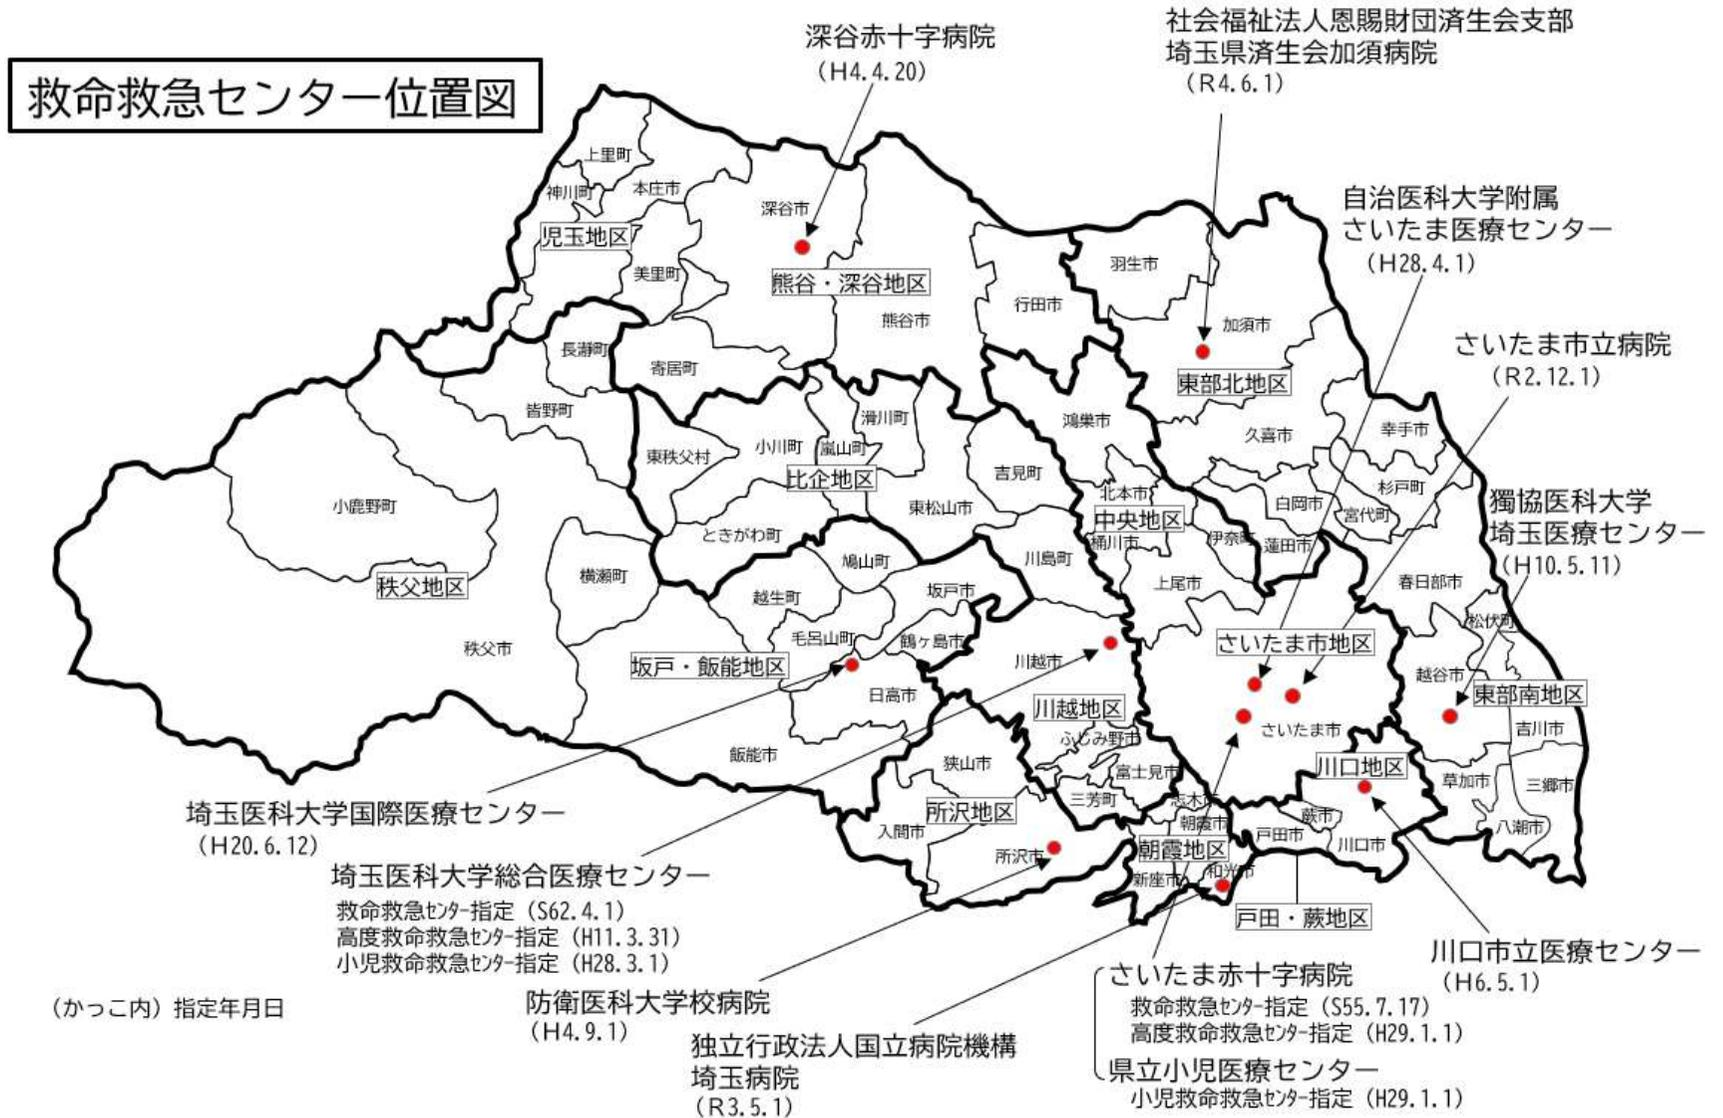 救命救急センター位置図
深谷赤十字病院
(H4.4.20)
社会福祉法人恩賜財団済生会支部
埼玉県済生会加須病院
(R4.6.1)
自治医科大学附属
さいたま医療センター
(H28.4.1)
さいたま市立病院
(R2.12.1)
獨協医科大学
埼玉医療センター
(H10.5.11)
上里町
神川町
本庄市
児玉地区
美里町
深谷市
熊谷・深谷地区
熊谷市
行田市
羽生市
加須市
東部北地区
長瀞町
寄居町
皆野町
東秩父村
小川町
嵐山町
滑川町
比企地区
吉見町
鴻巣市
久喜市
幸手市
杉戸町
小鹿野町
ときがわ町
東松山市
北本市
中央地区
桶川市
伊奈町
白岡市
宮代町
蓮田市
秩父地区
横瀬町
鳩山町
川島町
上尾市
春日部市
越生町
坂戸市
松伏町
秩父市
毛呂山町
鶴ヶ島市
川越市
さいたま市地区
坂戸・飯能地区
日高市
越谷市
東部南地区
川越地区
さいたま市
吉川市
飯能市
狭山市
ふじみ野市
富士見市
川口地区
草加市
三郷市
所沢地区
三芳町
志木市
入間市
朝霞市
蕨市
戸田市
川口市
八潮市
所沢市
朝霞地区
新座市
和光市
戸田・蕨地区
埼玉医科大学国際医療センター
(H20.6.12)
埼玉医科大学総合医療センター
救命救急センター指定(S62.4.1)
高度救命救急センター指定(H11.3.31)
小児救命救急センター指定(H28.3.1)
防衛医科大学校病院
(H4.9.1)
独立行政法人国立病院機構
埼玉病院
(R3.5.1)
さいたま赤十字病院
救命救急センター指定(S55.7.17)
高度救命救急センター指定(H29.1.1)
県立小児医療センター
小児救命救急センター指定(H29.1.1)
川口市立医療センター
(H6.5.1)
(かっこ内)指定年月日